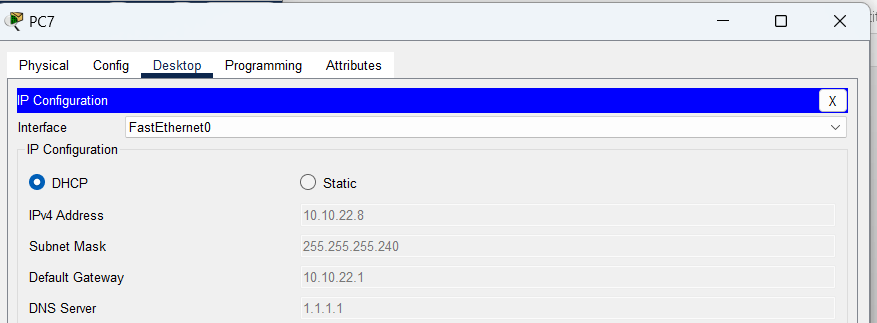 PC7
Physical Config Desktop Programming Attributes
IP Configuration X
Interface FastEthernet0
IP Configuration
DHCP Static
IPv4 Address 10.10.22.8
Subnet Mask 255.255.255.240
Default Gateway 10.10.22.1
DNS Server 1.1.1.1